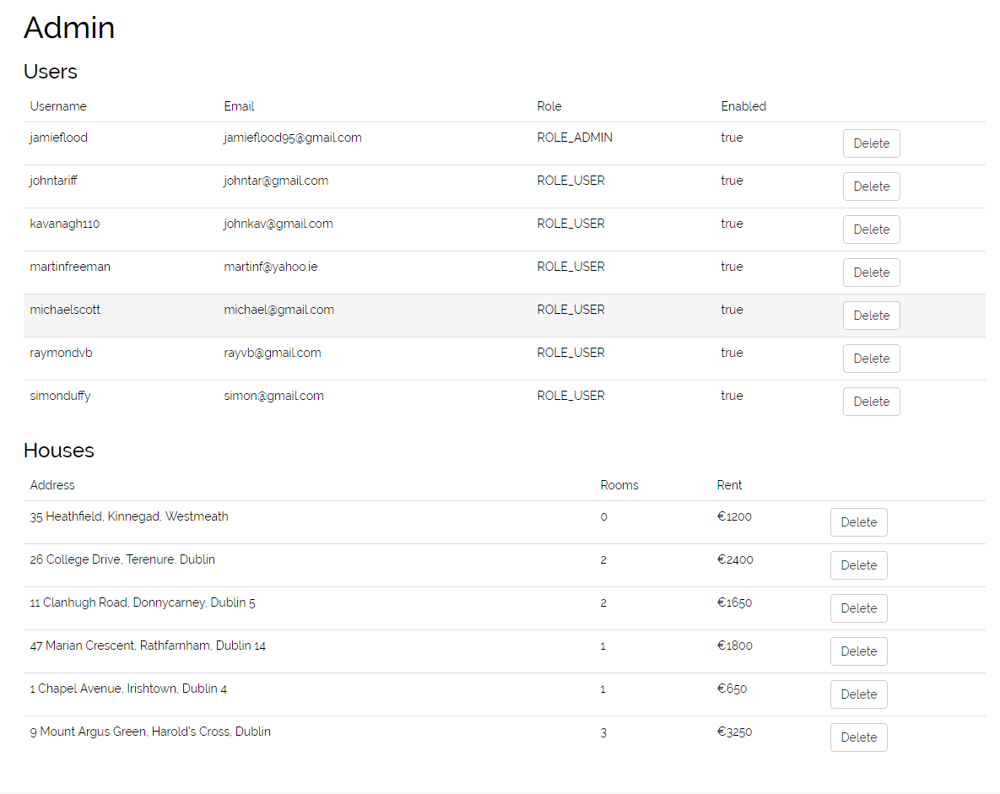 Admin
Users
Username Email Role Enabled
jamieflood jamieflood95@gmail.com ROLE_ADMIN true Delete
johntariff johntar@gmail.com ROLE_USER true Delete
kavanagh110 johnkav@gmail.com ROLE_USER true Delete
martinfreeman martinf@yahoo.ie ROLE_USER true Delete
michaelscott michael@gmail.com ROLE_USER true Delete
raymondvb rayvb@gmail.com ROLE_USER true Delete
simonduffy simon@gmail.com ROLE_USER true Delete
Houses
Address Rooms Rent
35 Heathfield, Kinnegad, Westmeath 0 €1200 Delete
26 College Drive, Terenure, Dublin 2 €2400 Delete
11 Clanhugh Road, Donnycarney, Dublin 5 2 €1650 Delete
47 Marian Crescent, Rathfarnham, Dublin 14 1 €1800 Delete
1 Chapel Avenue, Irishtown, Dublin 4 1 €650 Delete
9 Mount Argus Green, Harold's Cross, Dublin 3 €3250 Delete